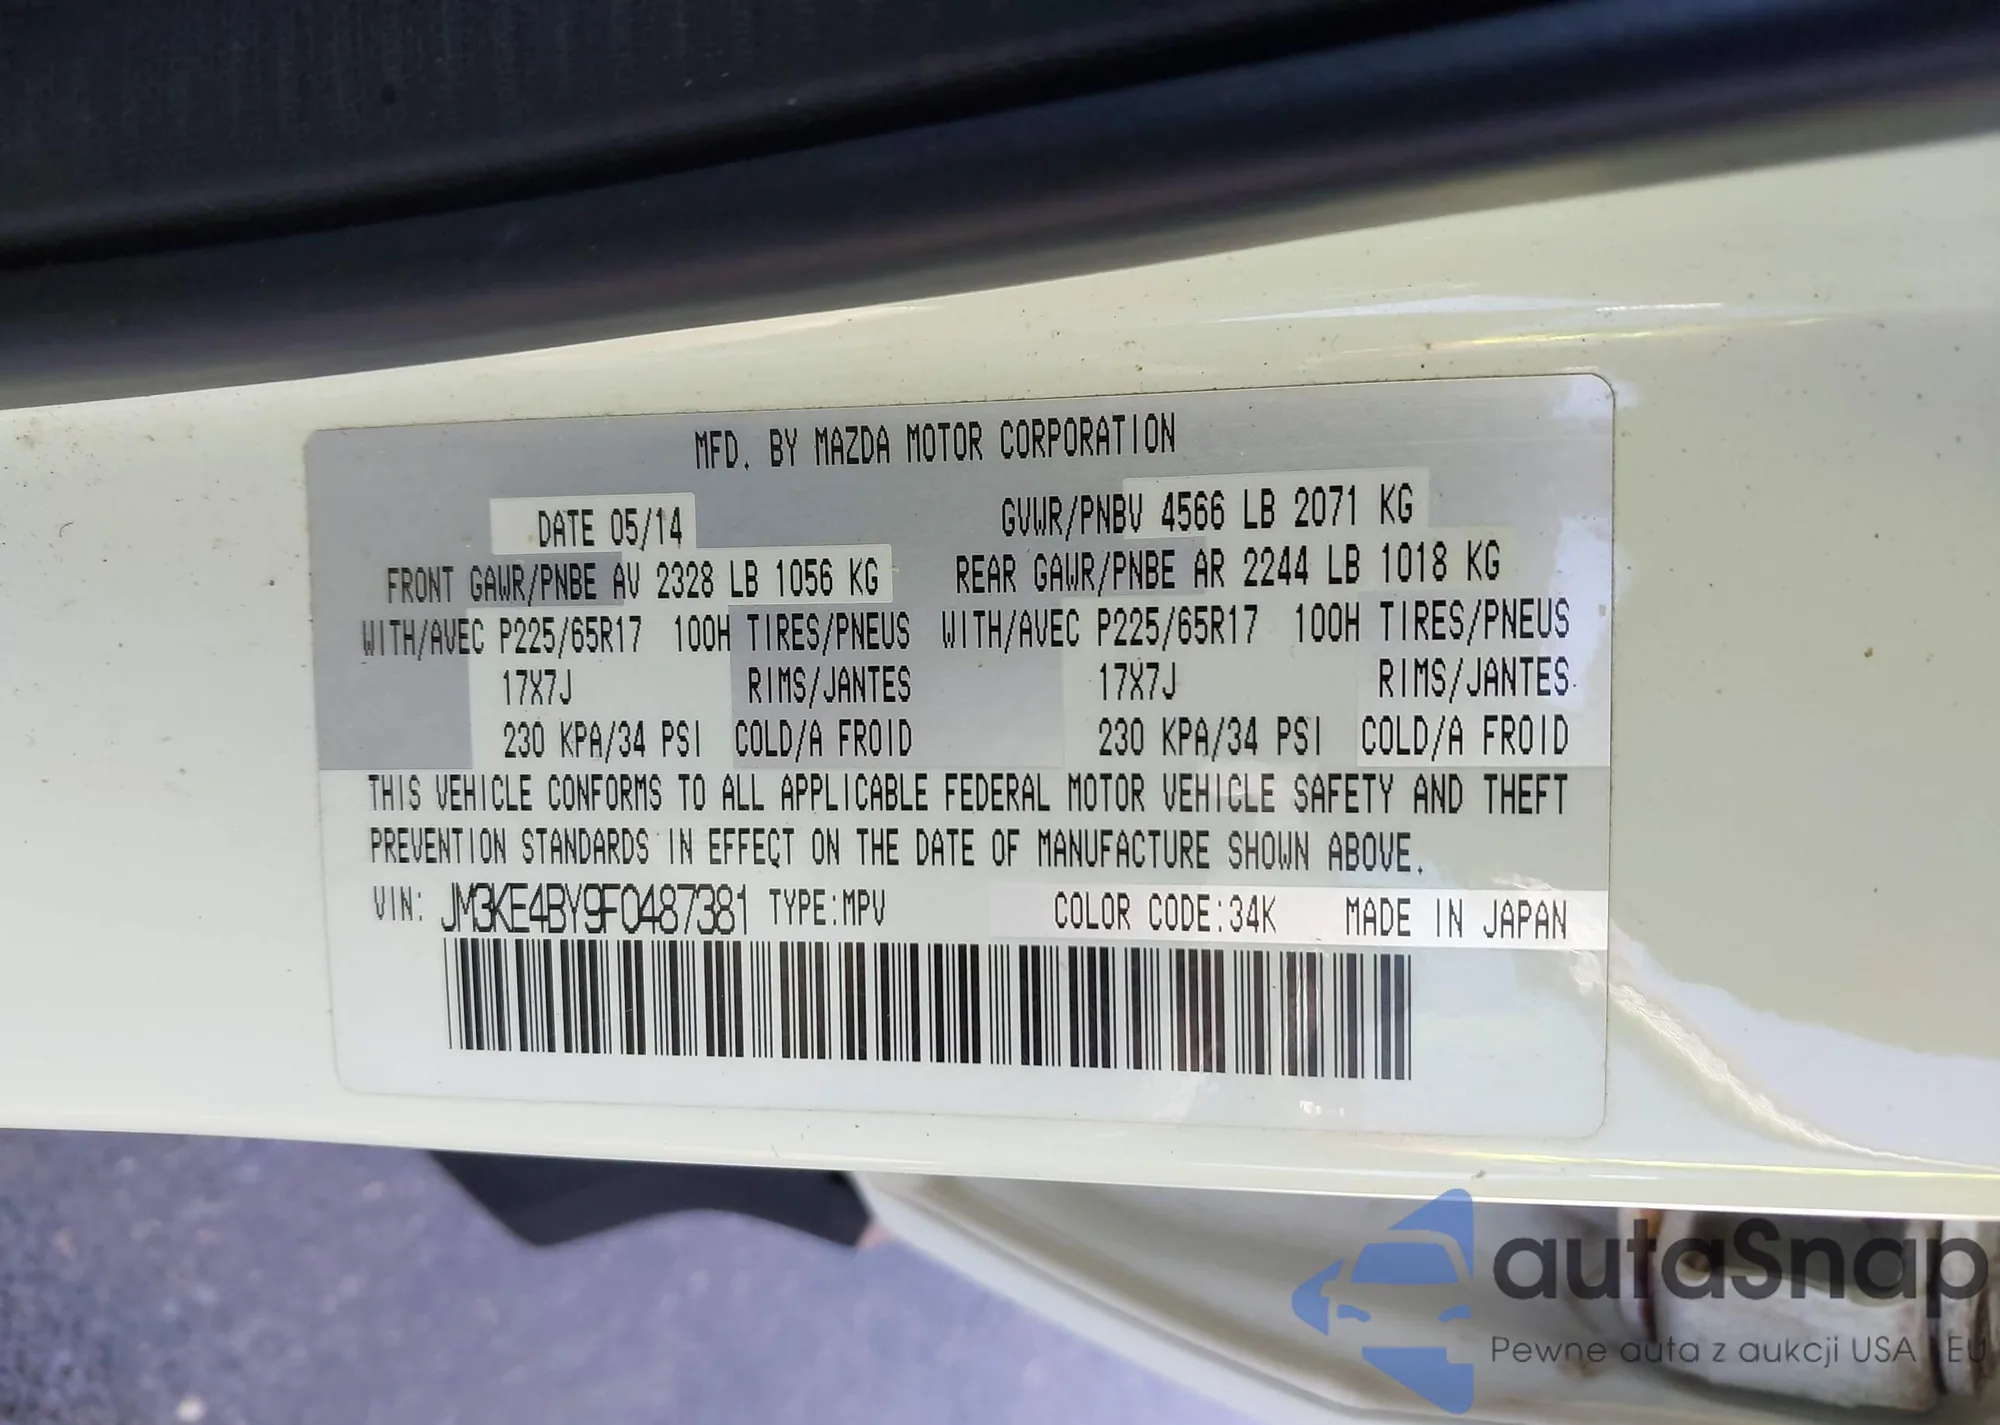 MFD. BY MAZDA MOTOR CORPORATION
DATE 05/14 GVWR/PNBV 4566 LB 2071 KG
FRONT GAWR/PNBE AV 2328 LB 1056 KG REAR GAWR/PNBE AR 2244 LB 1018 KG
WITH/AVEC P225/65R17 100H TIRES/PNEUS WITH/AVEC P225/65R17 100H TIRES/PNEUS
17X7J RIMS/JANTES 17X7J RIMS/JANTES
230 KPA/34 PSI COLD/A FROID 230 KPA/34 PSI COLD/A FROID
THIS VEHICLE CONFORMS TO ALL APPLICABLE FEDERAL MOTOR VEHICLE SAFETY AND THEFT
PREVENTION STANDARDS IN EFFECT ON THE DATE OF MANUFACTURE SHOWN ABOVE.
VIN: JM3KE4BY9F0487381 TYPE:MPV COLOR CODE:34K MADE IN JAPAN
autaSnap
Pewne auta z aukcji USA i EU